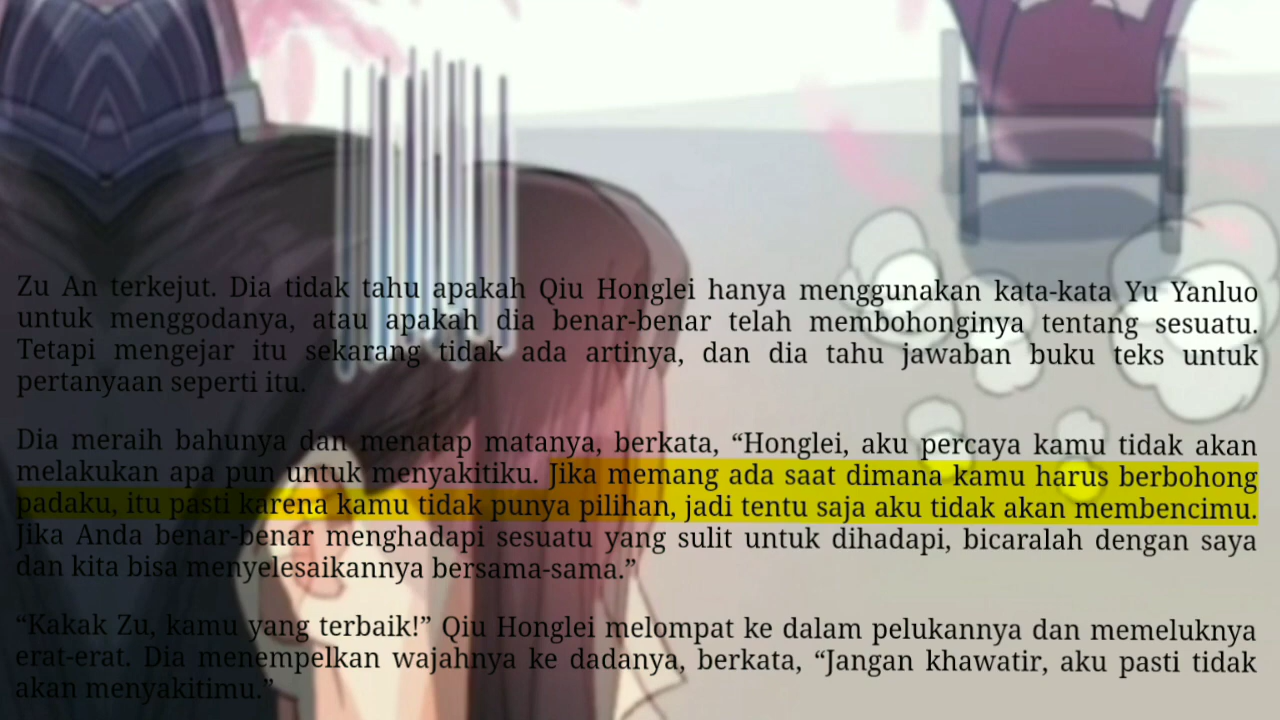 Zu An terkejut. Dia tidak tahu apakah Qiu Honglei hanya menggunakan kata-kata Yu Yanluo
untuk menggodanya, atau apakah dia benar-benar telah membohonginya tentang sesuatu.
Tetapi mengejar itu sekarang tidak ada artinya, dan dia tahu jawaban buku teks untuk
pertanyaan seperti itu.
Dia meraih bahunya dan menatap matanya, berkata, “Honglei, aku percaya kamu tidak akan
melakukan apa pun untuk menyakitiku. Jika memang ada saat dimana kamu harus berbohong
padaku, itu pasti karena kamu tidak punya pilihan, jadi tentu saja aku tidak akan membencimu.
Jika Anda benar-benar menghadapi sesuatu yang sulit untuk dihadapi, bicaralah dengan saya
dan kita bisa menyelesaikannya bersama-sama.”
“Kakak Zu, kamu yang terbaik!” Qiu Honglei melompat ke dalam pelukannya dan memeluknya
erat-erat. Dia menempelkan wajahnya ke dadanya, berkata, “Jangan khawatir, aku pasti tidak
akan menyakitimu.”